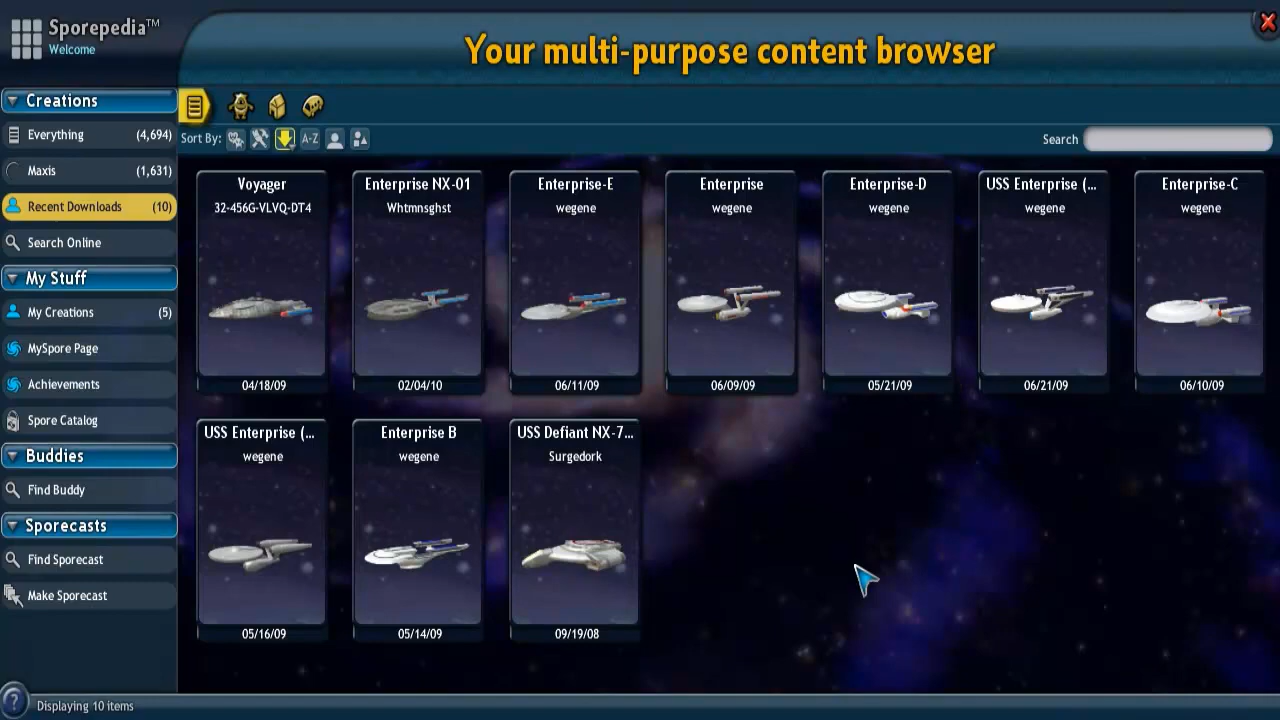 Sporepedia™
Welcome
Your multi-purpose content browser
Creations
Everything (4,694)
Maxis (1,631)
Recent Downloads (10)
Search Online
My Stuff
My Creations (5)
MySpore Page
Achievements
Spore Catalog
Buddies
Find Buddy
Sporecasts
Find Sporecast
Make Sporecast
Sort By: A-Z
Search
Voyager
32-456G-VLVQ-DT4
04/18/09
Enterprise NX-01
Whtmnsghst
02/04/10
Enterprise-E
wegene
06/11/09
Enterprise
wegene
06/09/09
Enterprise-D
wegene
05/21/09
USS Enterprise (...
wegene
06/21/09
Enterprise-C
wegene
06/10/09
USS Enterprise (...
wegene
05/16/09
Enterprise B
wegene
05/14/09
USS Defiant NX-7...
Surgedork
09/19/08
? Displaying 10 items